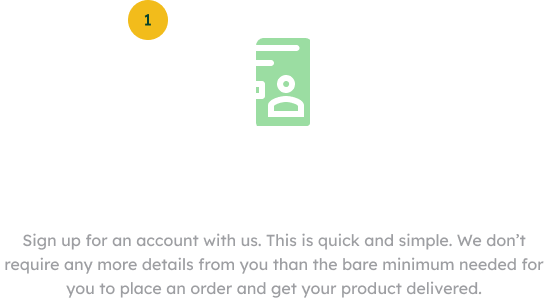 1
Sign up for an account with us. This is quick and simple. We don’t
require any more details from you than the bare minimum needed for
you to place an order and get your product delivered.